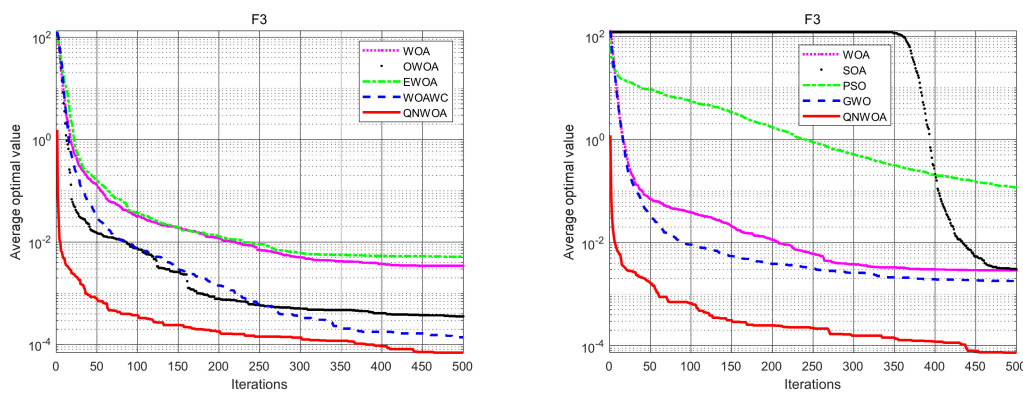 F3
Average optimal value
10^2
10^0
10^-2
10^-4
WOA
OWOA
EWOA
WOAWC
QNWOA
0 50 100 150 200 250 300 350 400 450 500
Iterations
F3
Average optimal value
10^2
10^0
10^-2
10^-4
WOA
SOA
PSO
GWO
QNWOA
0 50 100 150 200 250 300 350 400 450 500
Iterations